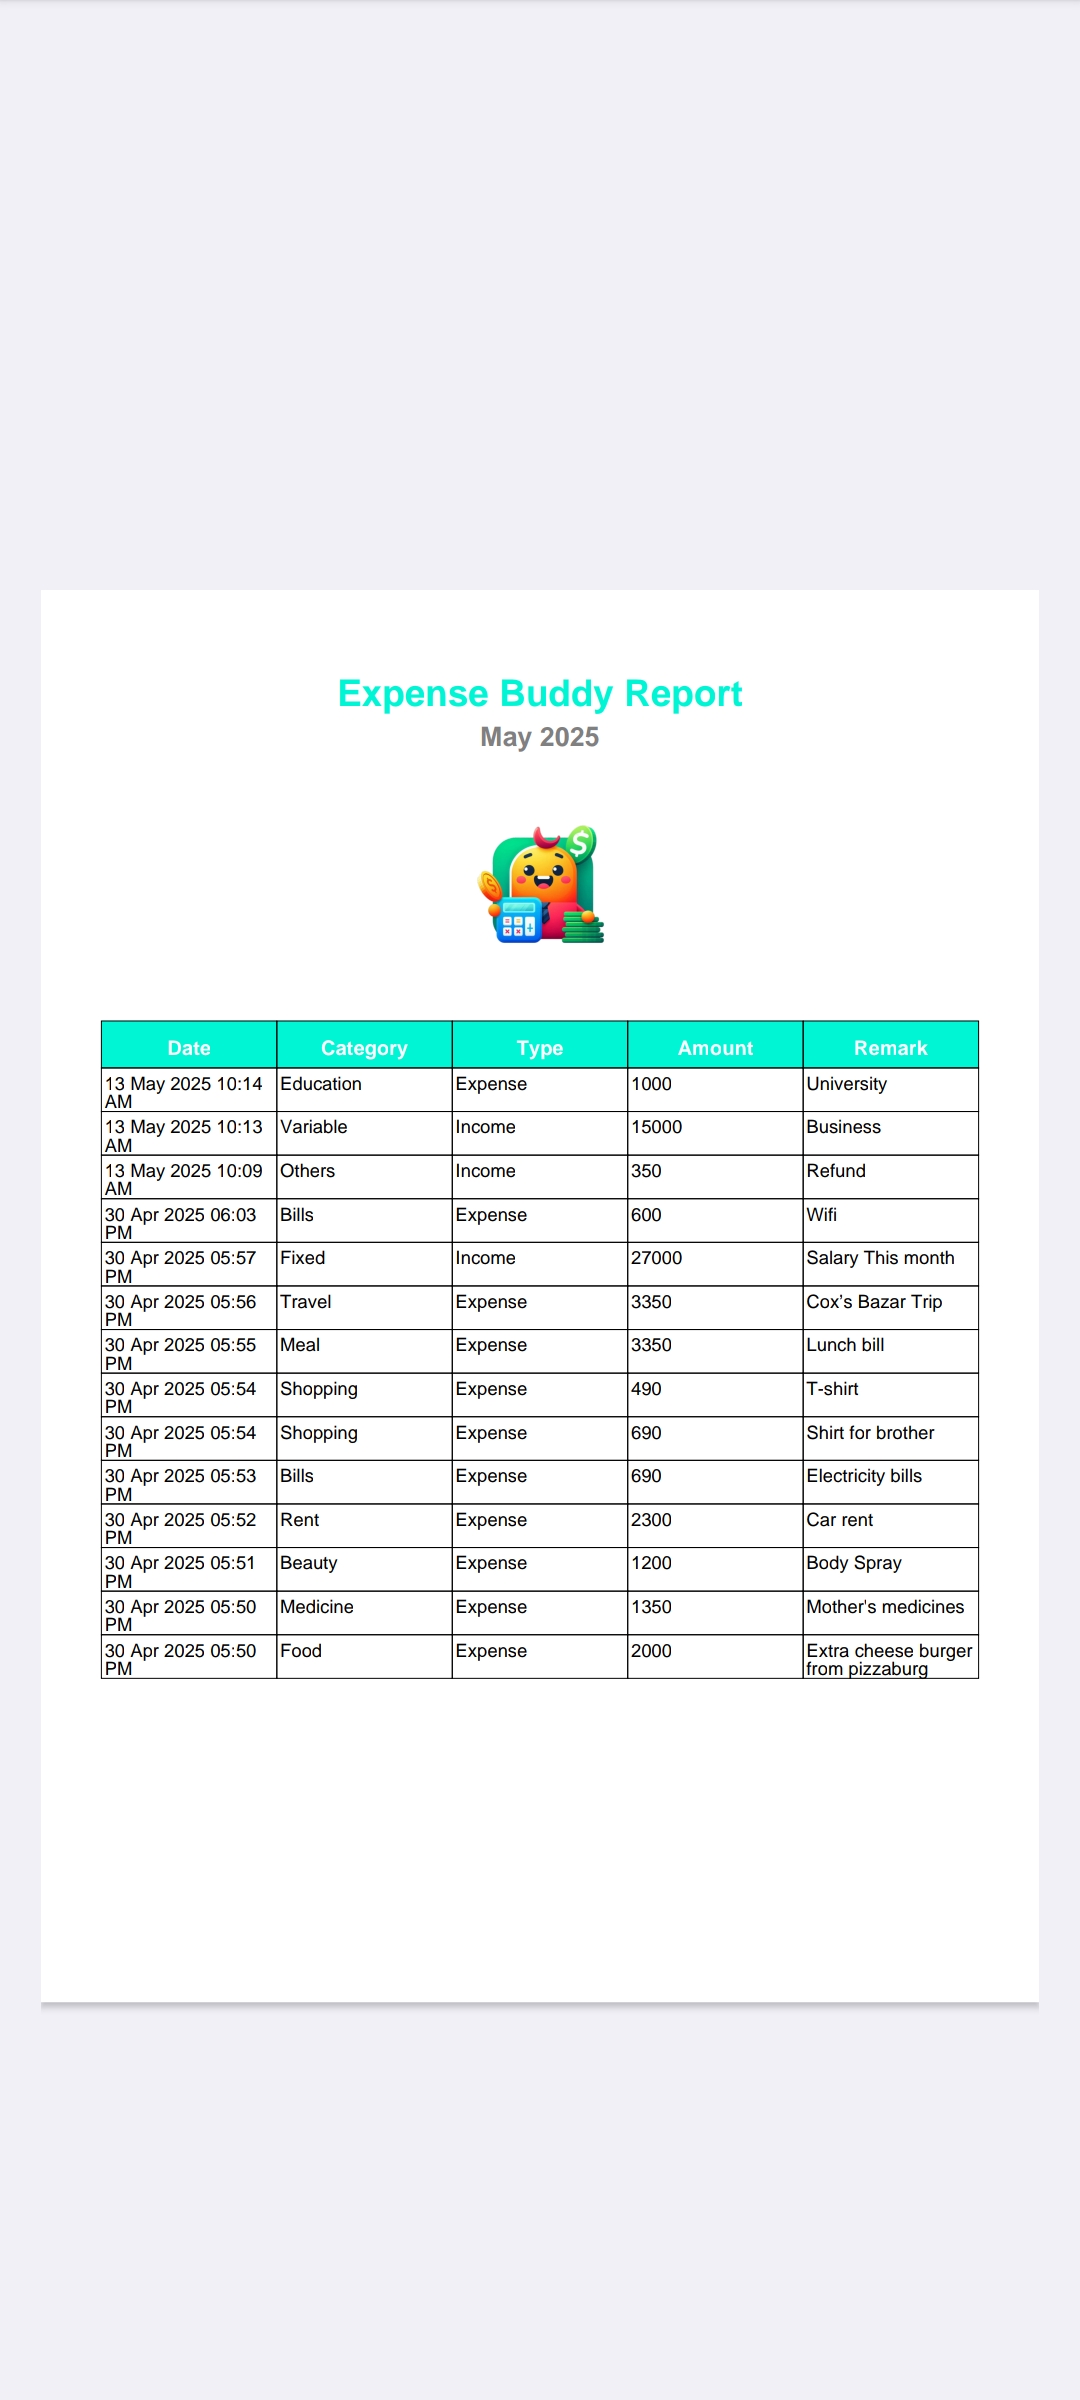 Expense Buddy Report
May 2025
$
$
Date Category Type Amount Remark
13 May 2025 10:14 Education Expense 1000 University
AM
13 May 2025 10:13 Variable Income 15000 Business
AM
13 May 2025 10:09 Others Income 350 Refund
AM
30 Apr 2025 06:03 Bills Expense 600 Wifi
PM
30 Apr 2025 05:57 Fixed Income 27000 Salary This month
PM
30 Apr 2025 05:56 Travel Expense 3350 Cox’s Bazar Trip
PM
30 Apr 2025 05:55 Meal Expense 3350 Lunch bill
PM
30 Apr 2025 05:54 Shopping Expense 490 T-shirt
PM
30 Apr 2025 05:54 Shopping Expense 690 Shirt for brother
PM
30 Apr 2025 05:53 Bills Expense 690 Electricity bills
PM
30 Apr 2025 05:52 Rent Expense 2300 Car rent
PM
30 Apr 2025 05:51 Beauty Expense 1200 Body Spray
PM
30 Apr 2025 05:50 Medicine Expense 1350 Mother's medicines
PM
30 Apr 2025 05:50 Food Expense 2000 Extra cheese burger
PM from pizzaburg